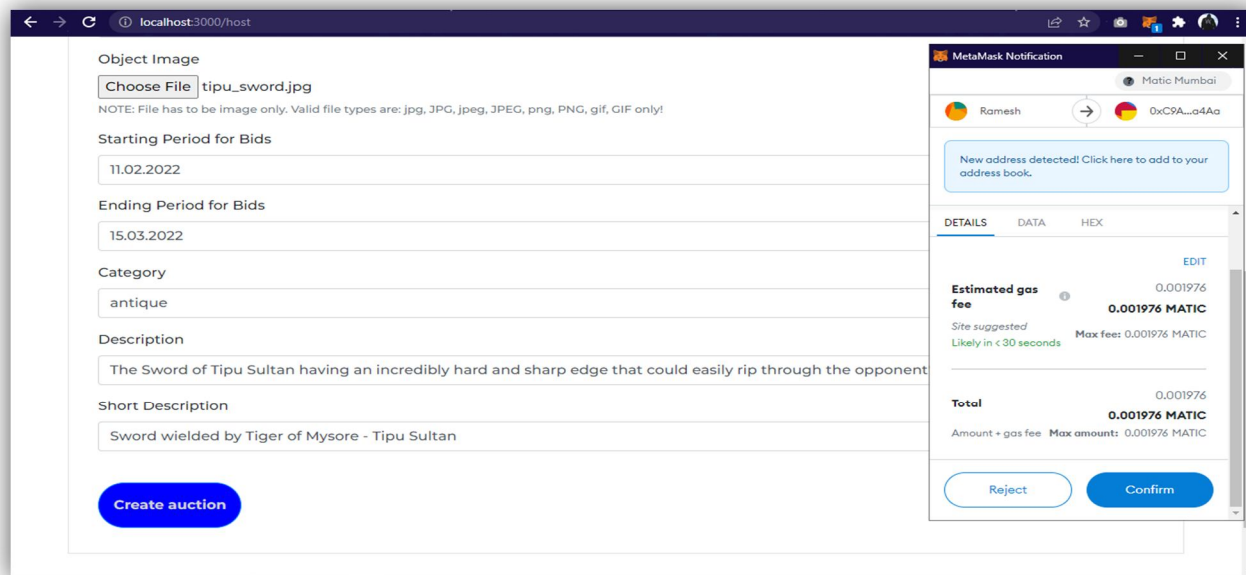 localhost:3000/host
1
Object Image
Choose File tipu_sword.jpg
NOTE: File has to be image only. Valid file types are: jpg, JPG, jpeg, JPEG, png, PNG, gif, GIF only!
Starting Period for Bids
11.02.2022
Ending Period for Bids
15.03.2022
Category
antique
Description
The Sword of Tipu Sultan having an incredibly hard and sharp edge that could easily rip through the opponent
Short Description
Sword wielded by Tiger of Mysore - Tipu Sultan
Create auction
MetaMask Notification
Matic Mumbai
Ramesh 0xC9A...a4Aa
New address detected! Click here to add to your
address book.
DETAILS DATA HEX
EDIT
Estimated gas
fee
0.001976
0.001976 MATIC
Site suggested
Likely in < 30 seconds
Max fee: 0.001976 MATIC
Total
0.001976
0.001976 MATIC
Amount + gas fee Max amount: 0.001976 MATIC
Reject Confirm